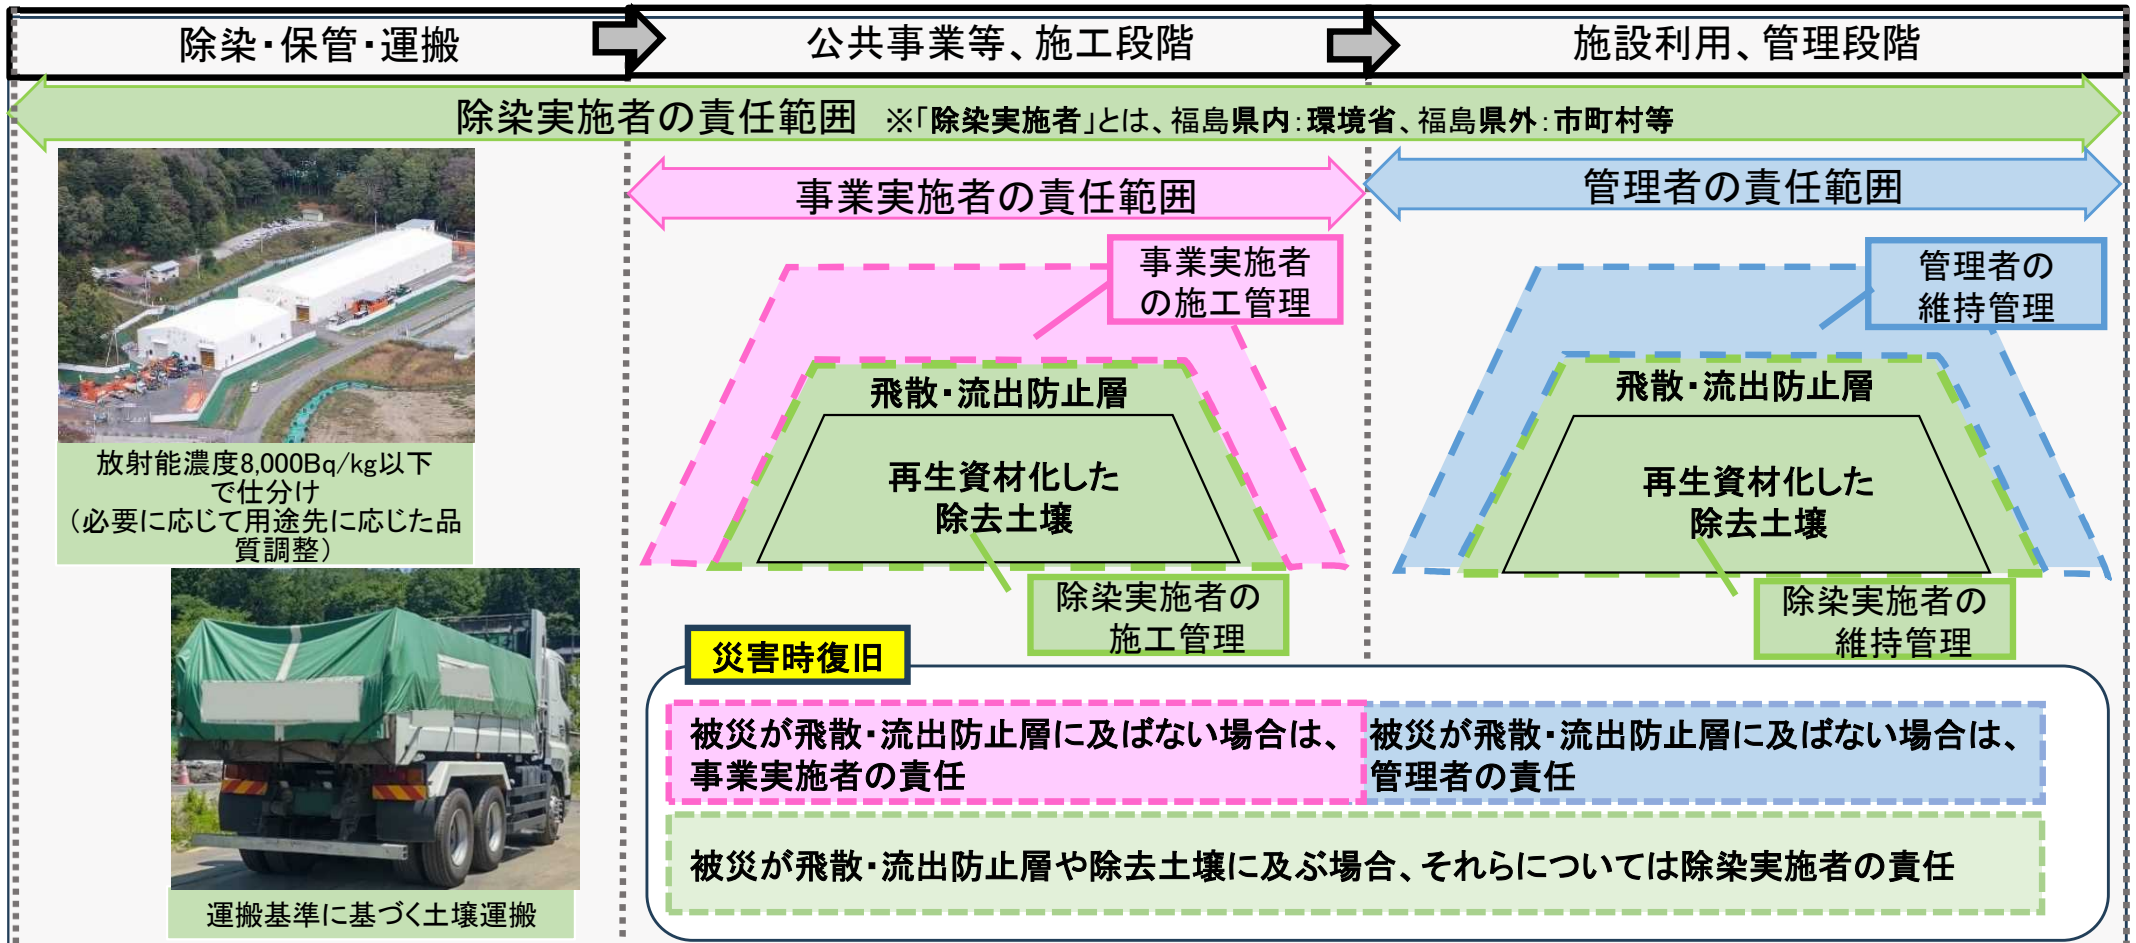 除染・保管・運搬
公共事業等、施工段階
施設利用、管理段階
除染実施者の責任範囲 ※「除染実施者」とは、福島県内：環境省、福島県外：市町村等
事業実施者の責任範囲
管理者の責任範囲
放射能濃度8,000Bq/kg以下
で仕分け
（必要に応じて用途先に応じた品
質調整）
運搬基準に基づく土壌運搬
事業実施者
の施工管理
飛散・流出防止層
再生資材化した
除去土壌
除染実施者の
施工管理
管理者の
維持管理
飛散・流出防止層
再生資材化した
除去土壌
除染実施者の
維持管理
災害時復旧
被災が飛散・流出防止層に及ばない場合は、
事業実施者の責任
被災が飛散・流出防止層に及ばない場合は、
管理者の責任
被災が飛散・流出防止層や除去土壌に及ぶ場合、それらについては除染実施者の責任